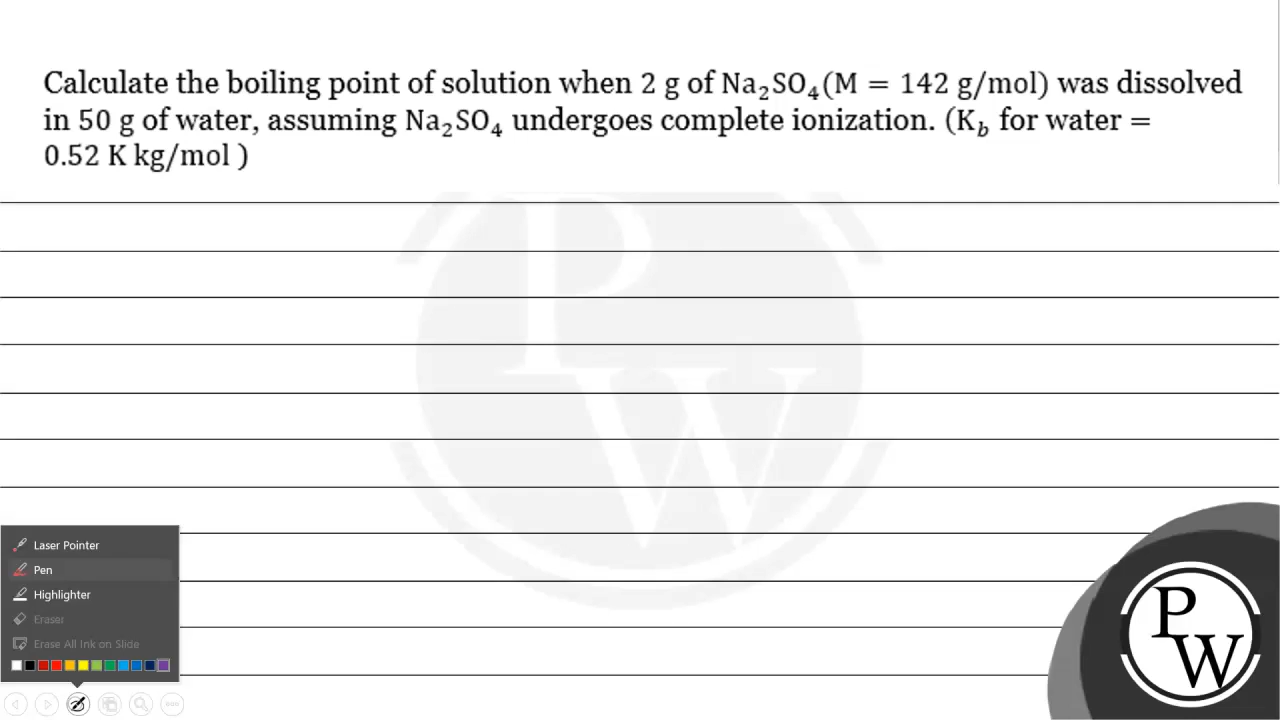 Calculate the boiling point of solution when 2 g of Na₂SO₄(M = 142 g/mol) was dissolved
in 50 g of water, assuming Na₂SO₄ undergoes complete ionization. (K_b for water =
0.52 K kg/mol )
PW
Laser Pointer
Pen
Highlighter
Eraser
Erase All Ink on Slide
PW